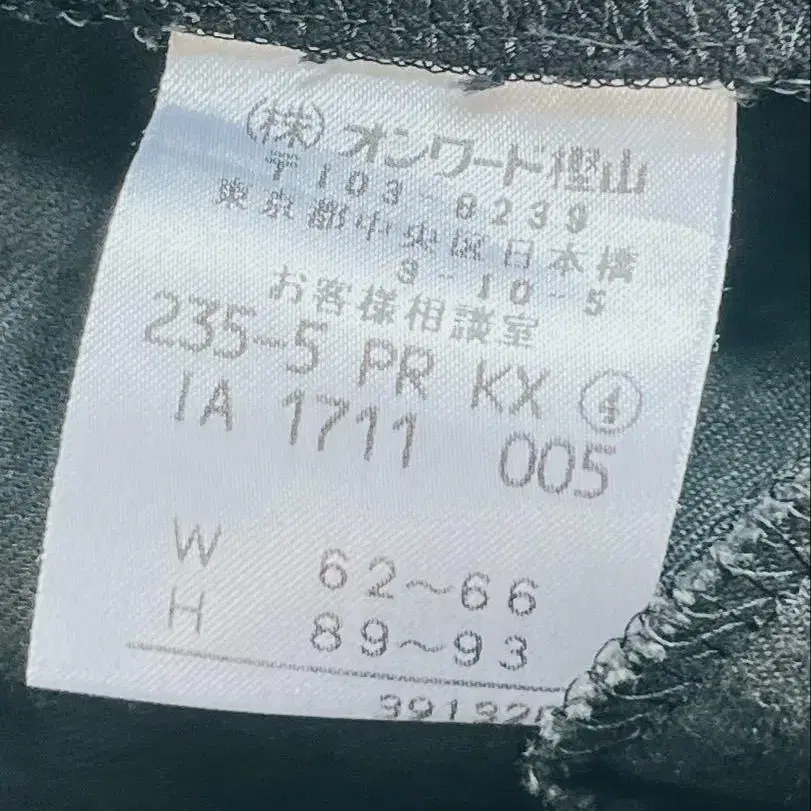 (株)オンワード樫山
〒103-8239
東京都中央区日本橋
3-10-5
お客様相談室
235-5 PR KX ④
IA 1711 005
W 62~66
H 89~93